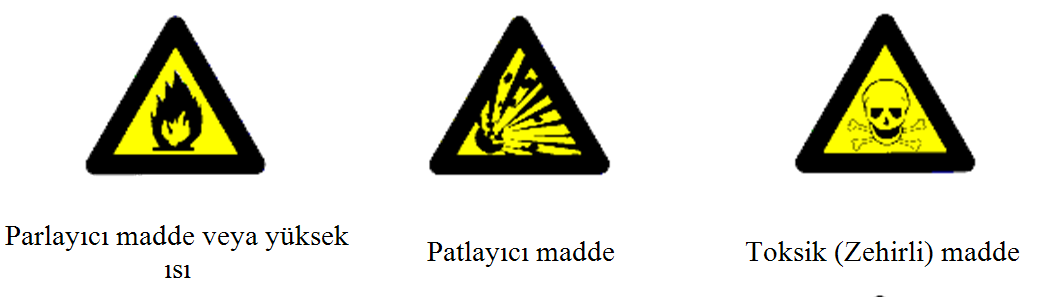 Parlayıcı madde veya yüksek
ısı
Patlayıcı madde
Toksik (Zehirli) madde